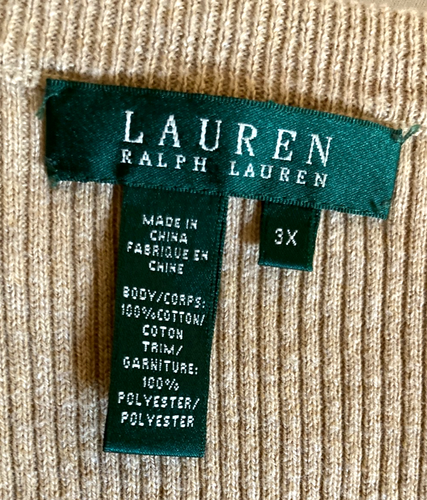 LAUREN
RALPH LAUREN
MADE IN
CHINA
FABRIQUE EN
CHINE
3X
BODY/CORPS:
100%COTTON/
COTON
TRIM/
GARNITURE:
100%
POLYESTER/
POLYESTER